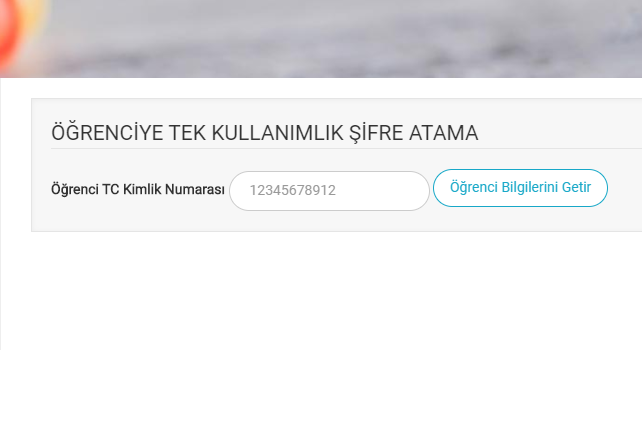 ÖĞRENCİYE TEK KULLANIMLIK ŞİFRE ATAMA
Öğrenci TC Kimlik Numarası 12345678912 Öğrenci Bilgilerini Getir